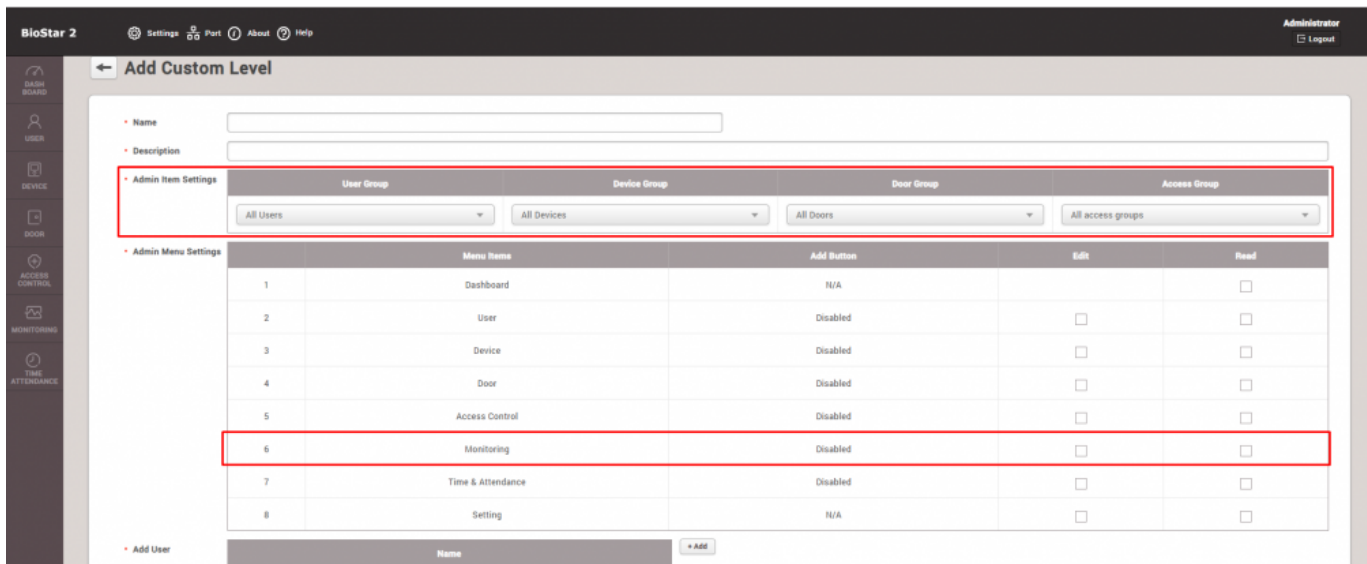 BioStar 2 Settings Port About Help Administrator
Logout
DASH
BOARD
USER
DEVICE
DOOR
ACCESS
CONTROL
MONITORING
TIME
ATTENDANCE
← Add Custom Level
• Name
• Description
• Admin Item Settings User Group Device Group Door Group Access Group
All Users All Devices All Doors All access groups
• Admin Menu Settings Menu Items Add Button Edit Read
1 Dashboard N/A
2 User Disabled
3 Device Disabled
4 Door Disabled
5 Access Control Disabled
6 Monitoring Disabled
7 Time & Attendance Disabled
8 Setting N/A
• Add User Name + Add